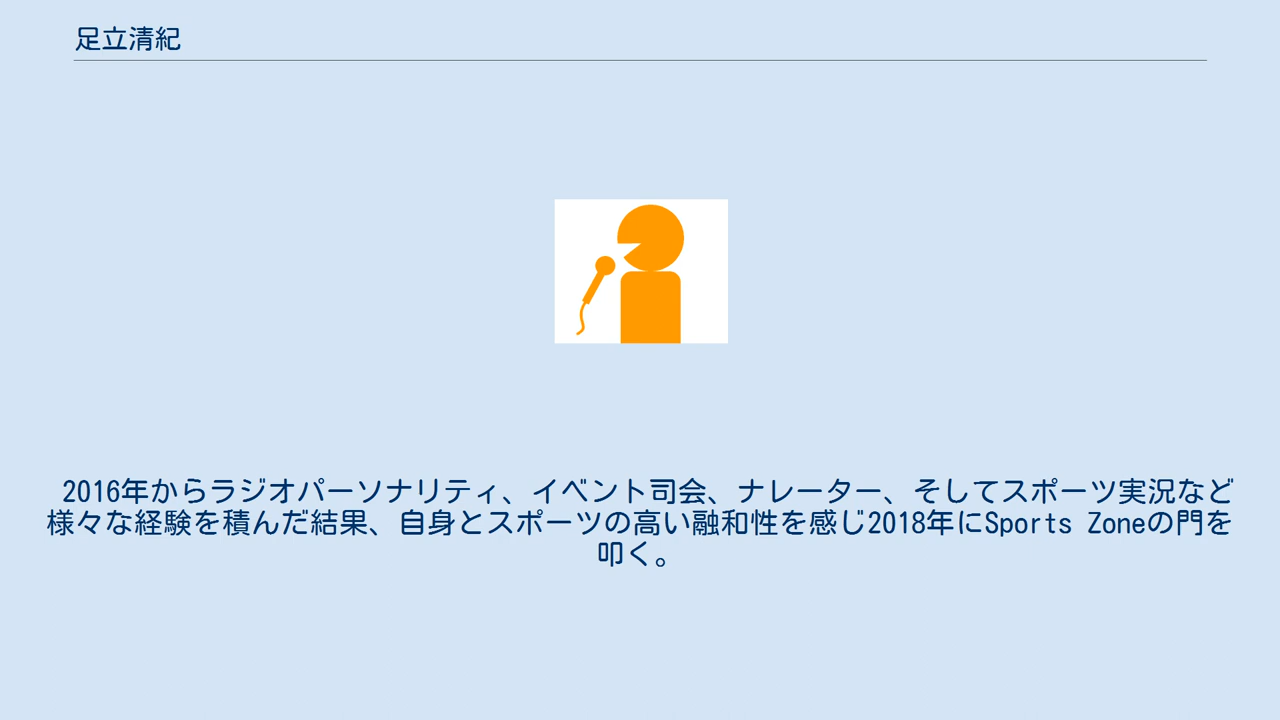 足立清紀
2016年からラジオパーソナリティ、イベント司会、ナレーター、そしてスポーツ実況など
様々な経験を積んだ結果、自身とスポーツの高い融和性を感じ2018年にSports Zoneの門を
叩く。